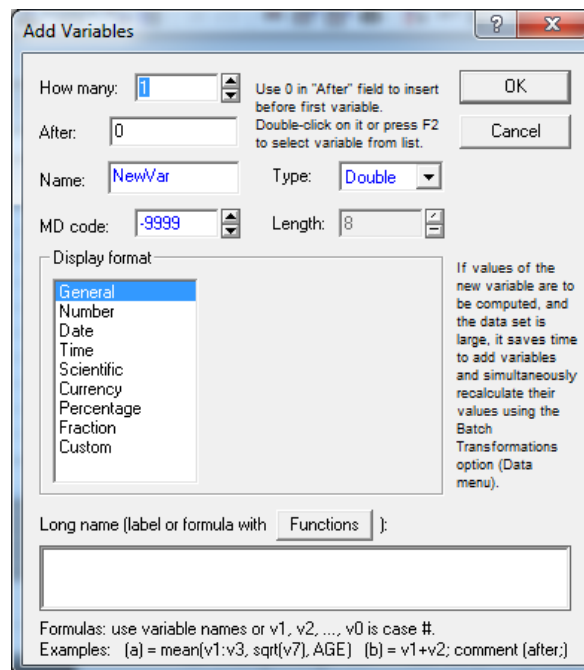 Add Variables
How many: 1
Use 0 in "After" field to insert
before first variable.
Double-click on it or press F2
to select variable from list.
OK
After: 0
Cancel
Name: NewVar
Type: Double
MD code: -9999
Length: 8
Display format
General
Number
Date
Time
Scientific
Currency
Percentage
Fraction
Custom
If values of the
new variable are to
be computed, and
the data set is
large, it saves time
to add variables
and simultaneously
recalculate their
values using the
Batch
Transformations
option (Data
menu).
Long name (label or formula with Functions ):
Formulas: use variable names or v1, v2, ..., v0 is case #.
Examples: (a) = mean(v1:v3, sqrt(v7), AGE) (b) = v1+v2; comment (after;)